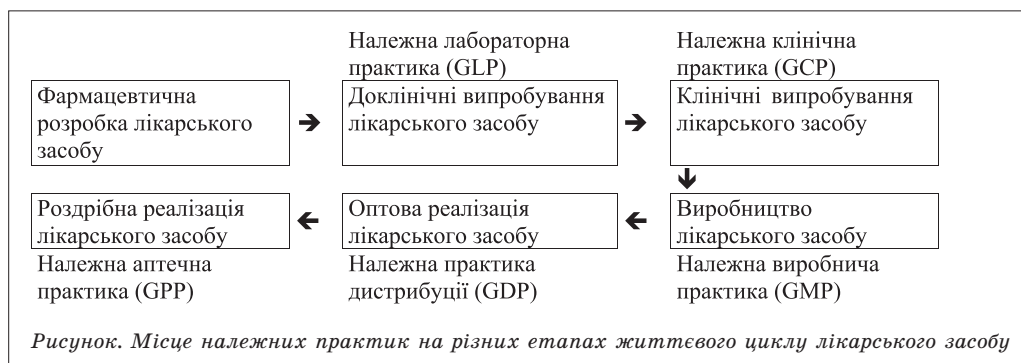 Належна лабораторна
практика (GLP)
Належна клінічна
практика (GCP)
Фармацевтична
розробка лікарського
засобу
Доклінічні випробування
лікарського засобу
Клінічні випробування
лікарського засобу
Роздрібна реалізація
лікарського засобу
Оптова реалізація
лікарського засобу
Виробництво
лікарського засобу
Належна аптечна
практика (GPP)
Належна практика
дистрибуції (GDP)
Належна виробнича
практика (GMP)
Рисунок. Місце належних практик на різних етапах життєвого циклу лікарського засобу